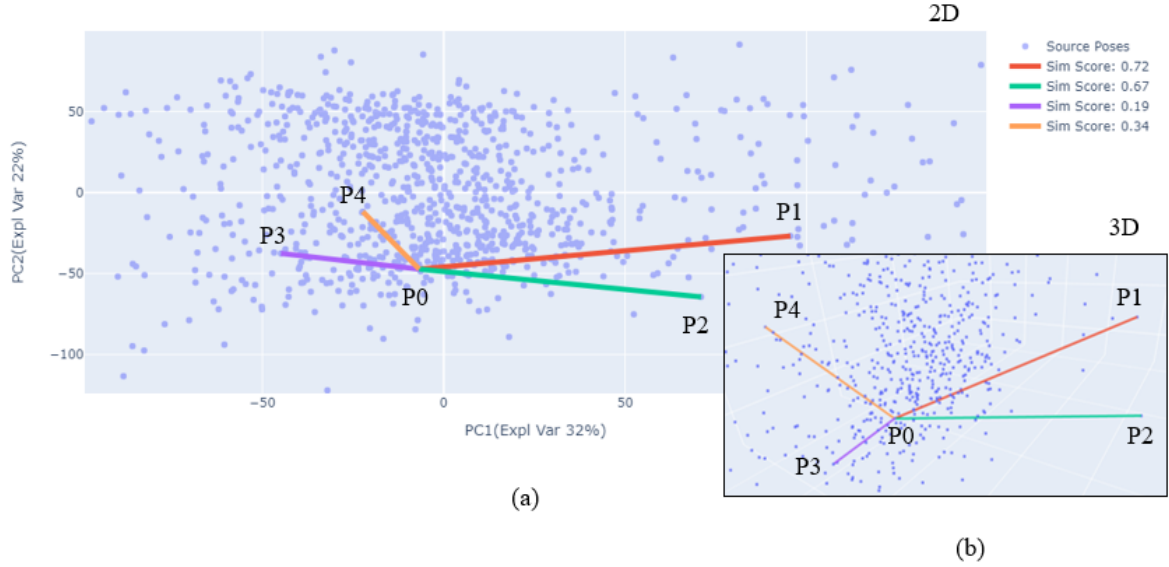 2D
Source Poses
Sim Score: 0.72
Sim Score: 0.67
Sim Score: 0.19
Sim Score: 0.34
PC2(Expl Var 22%)
50
0
−50
−100
P4
P3
P0
P1
P2
−50
0
50
PC1(Expl Var 32%)
(a)
3D
P4
P1
P0
P2
P3
(b)